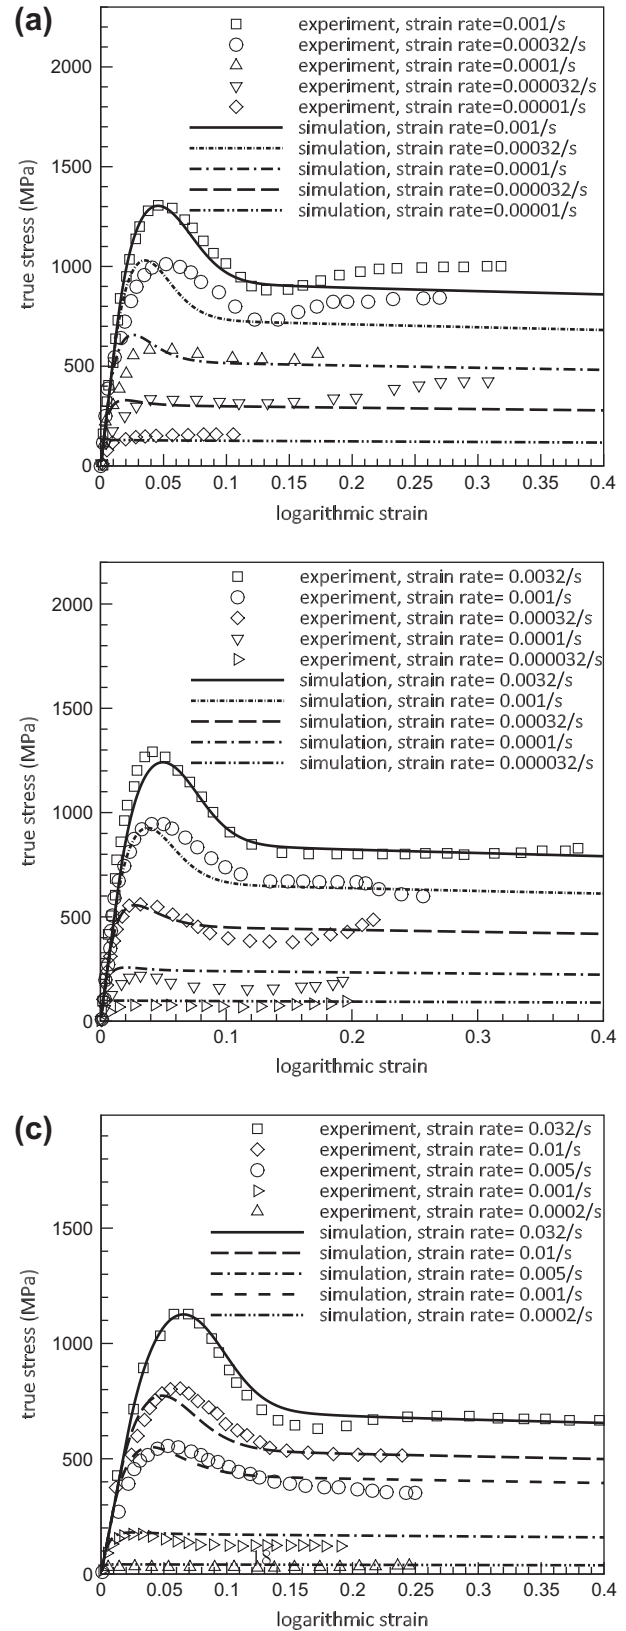 (a)
experiment, strain rate=0.001/s
experiment, strain rate=0.00032/s
experiment, strain rate=0.0001/s
experiment, strain rate=0.000032/s
experiment, strain rate=0.00001/s
simulation, strain rate=0.001/s
simulation, strain rate=0.00032/s
simulation, strain rate=0.0001/s
simulation, strain rate=0.000032/s
simulation, strain rate=0.00001/s
true stress (MPa)
2000
1500
1000
500
0
0 0.05 0.1 0.15 0.2 0.25 0.3 0.35 0.4
logarithmic strain
experiment, strain rate= 0.0032/s
experiment, strain rate= 0.001/s
experiment, strain rate= 0.00032/s
experiment, strain rate= 0.0001/s
experiment, strain rate= 0.000032/s
simulation, strain rate= 0.0032/s
simulation, strain rate= 0.001/s
simulation, strain rate= 0.00032/s
simulation, strain rate= 0.0001/s
simulation, strain rate= 0.000032/s
true stress (MPa)
2000
1500
1000
500
0
0 0.1 0.2 0.3 0.4
logarithmic strain
(c)
experiment, strain rate= 0.032/s
experiment, strain rate= 0.01/s
experiment, strain rate= 0.005/s
experiment, strain rate= 0.001/s
experiment, strain rate= 0.0002/s
simulation, strain rate= 0.032/s
simulation, strain rate= 0.01/s
simulation, strain rate= 0.005/s
simulation, strain rate= 0.001/s
simulation, strain rate= 0.0002/s
true stress (MPa)
1500
1000
500
0
18
0 0.05 0.1 0.15 0.2 0.25 0.3 0.35 0.4
logarithmic strain